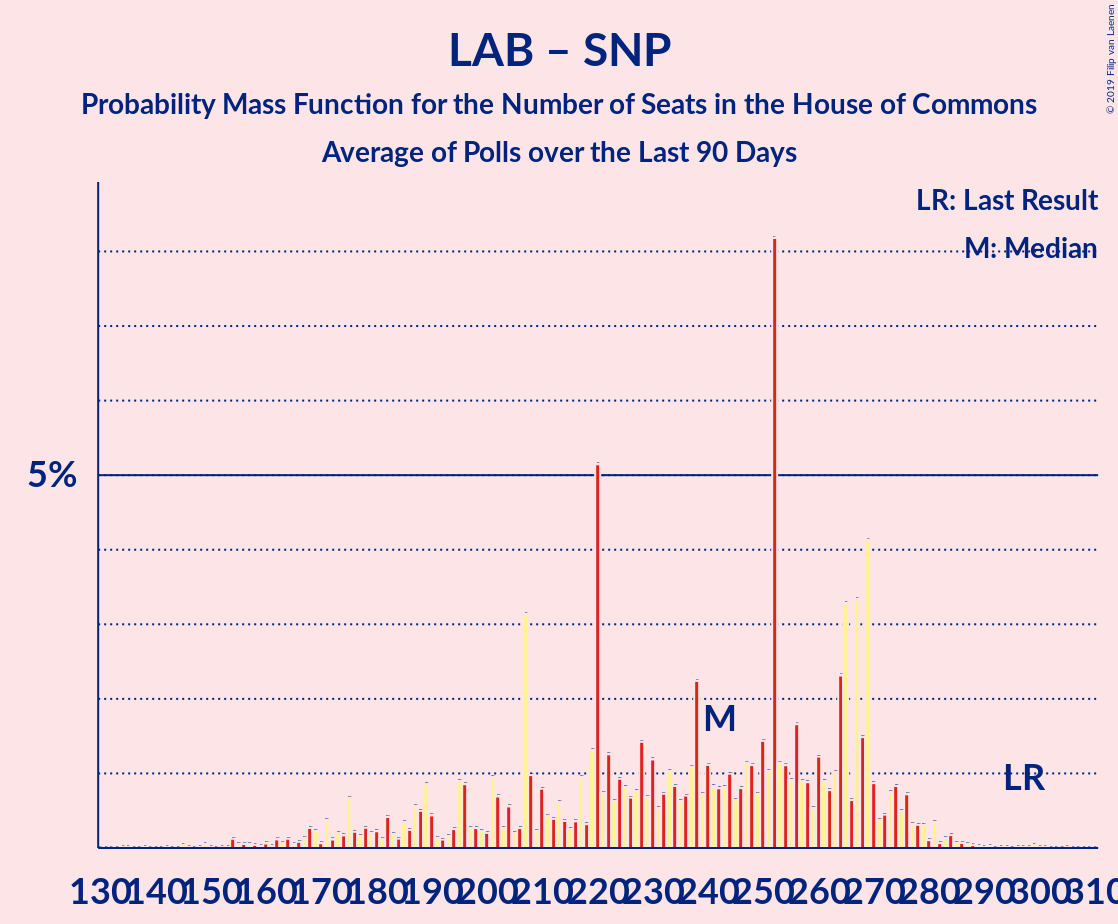 LAB – SNP
Probability Mass Function for the Number of Seats in the House of Commons
Average of Polls over the Last 90 Days
© 2019 Filip van Laenen
LR: Last Result
M: Median
5%
M
LR
130 140 150 160 170 180 190 200 210 220 230 240 250 260 270 280 290 300 310